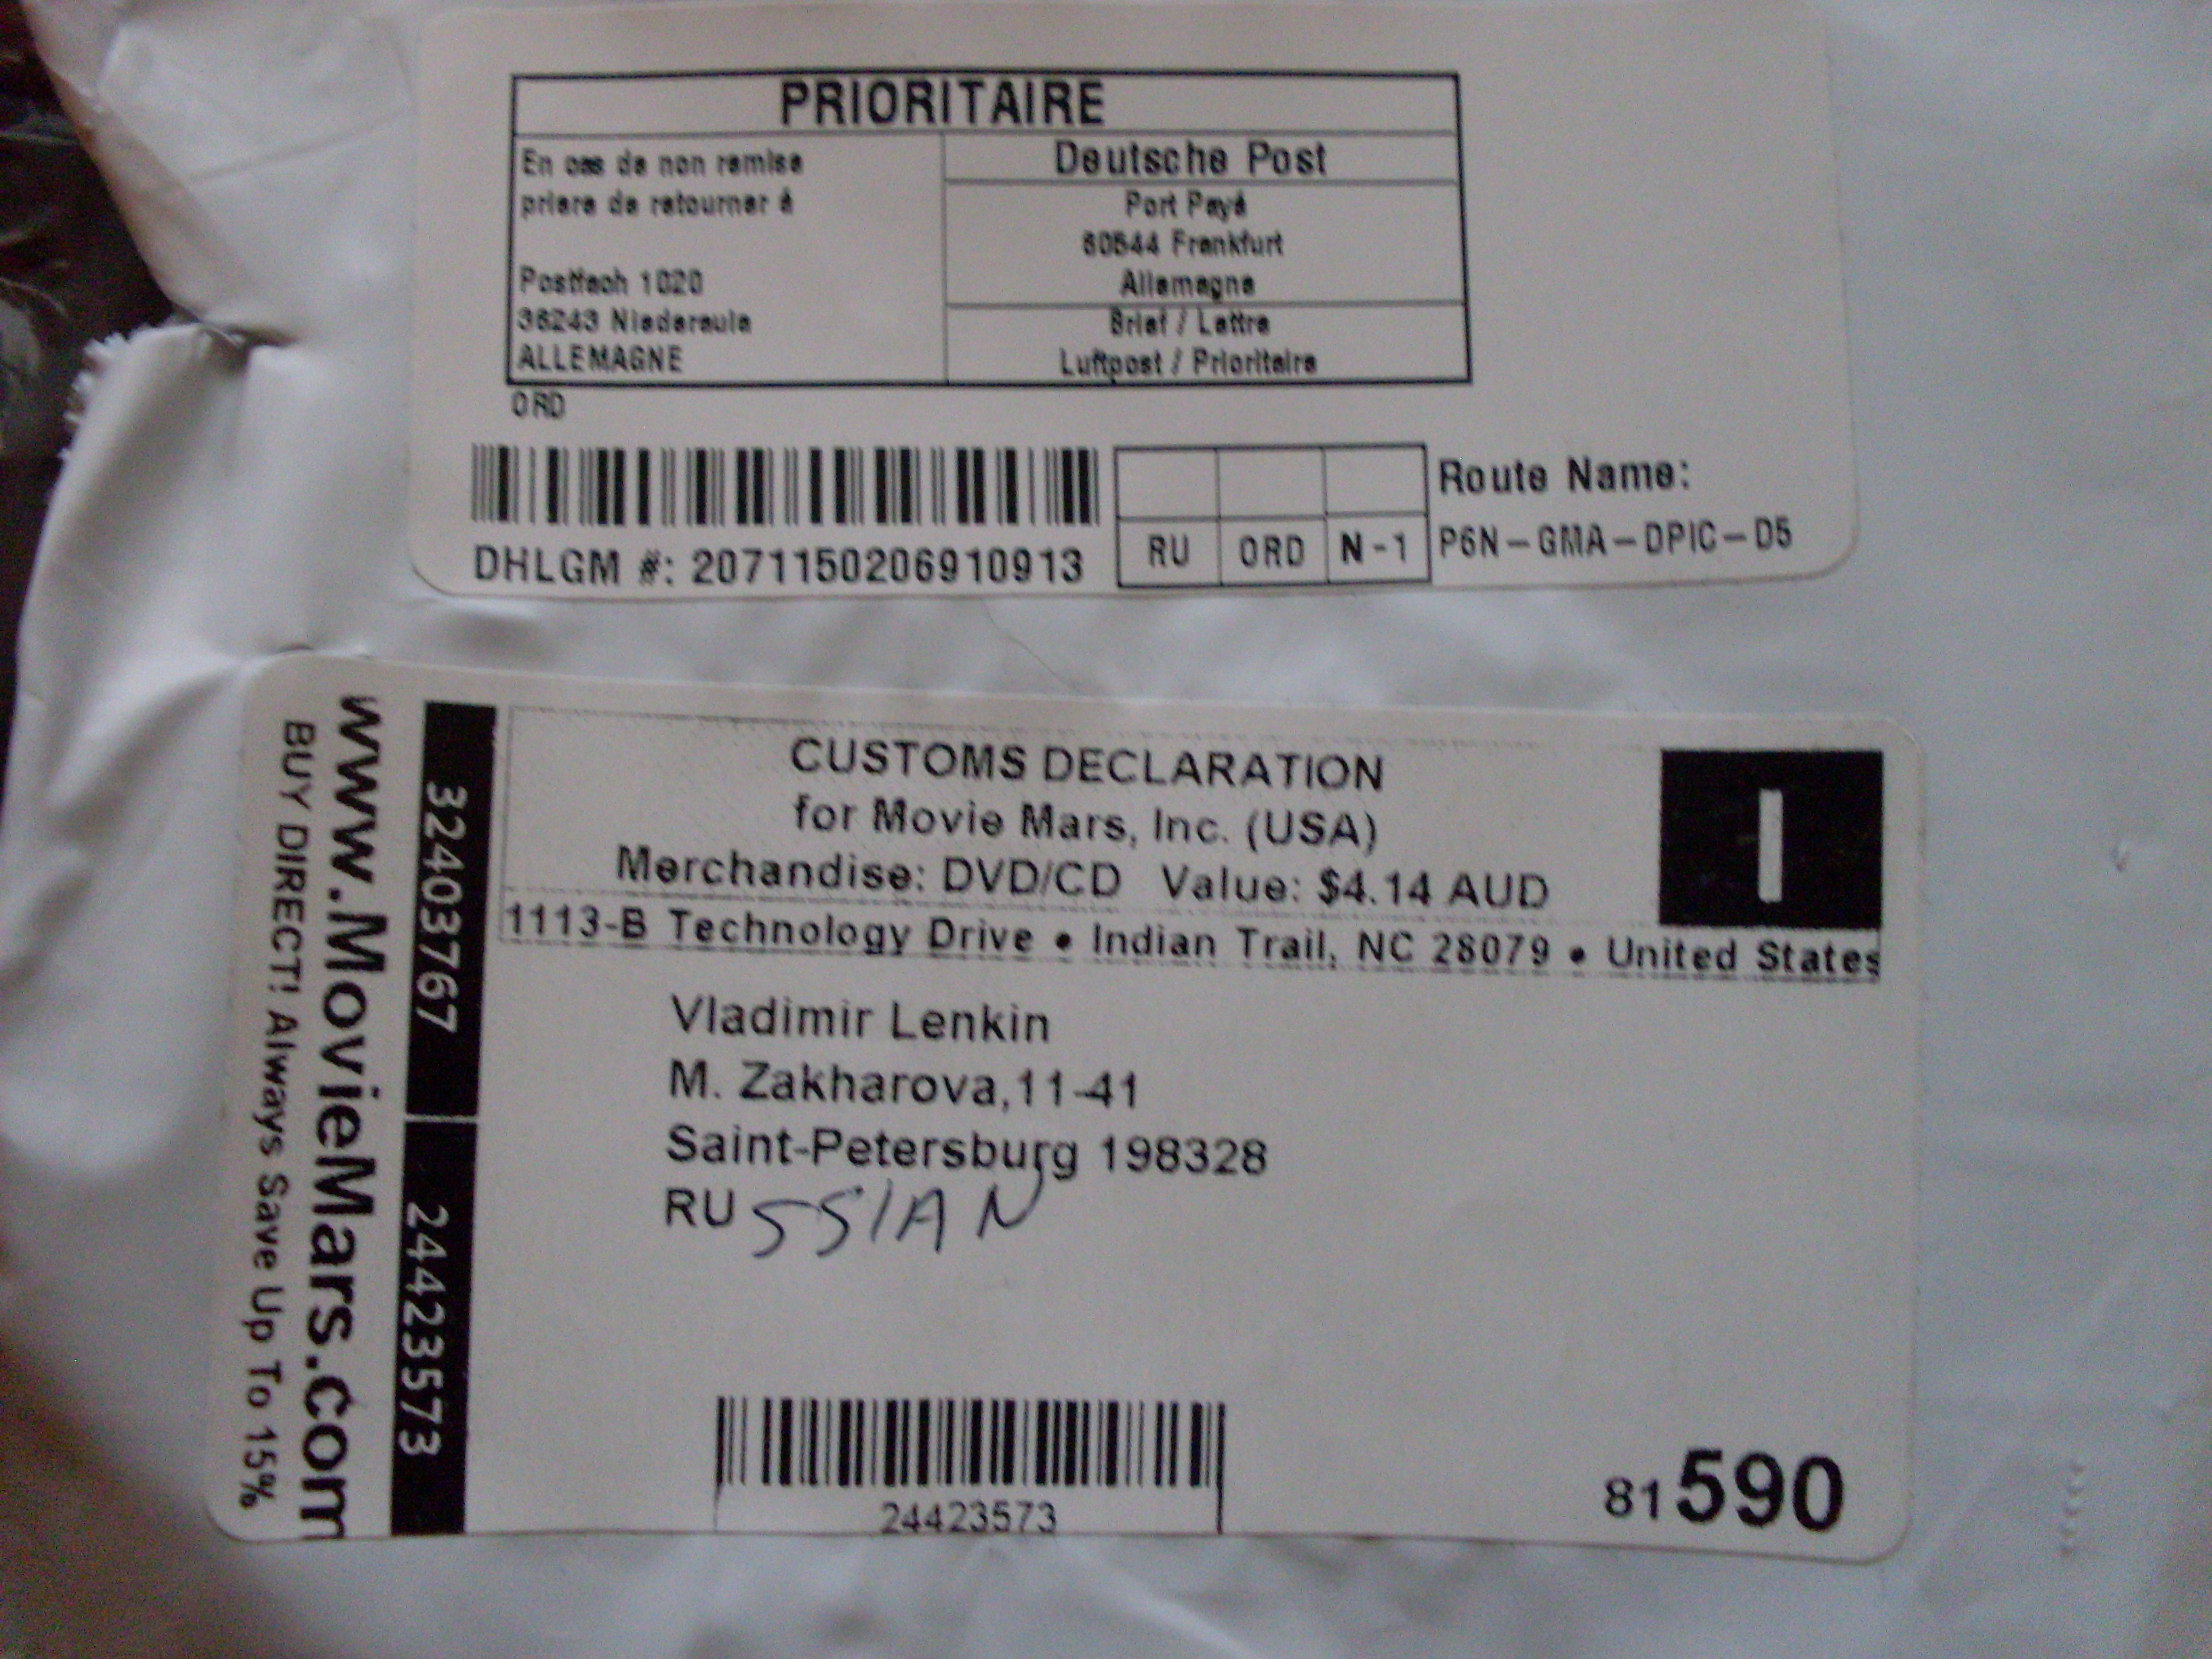 PRIORITAIRE
En cas de non remise
priere de retourner à
Postfach 1020
36243 Niederaula
ALLEMAGNE
Deutsche Post
Port Payé
60544 Frankfurt
Allemagne
Brief / Lettre
Luftpost / Prioritaire
ORD
DHLGM #: 2071150206910913
RU ORD N-1
Route Name:
P6N-GMA-DPIC-D5
www.MovieMars.com
BUY DIRECT! Always Save Up To 15%
32403767 24423573
CUSTOMS DECLARATION
for Movie Mars, Inc. (USA)
Merchandise: DVD/CD Value: $4.14 AUD
I
1113-B Technology Drive • Indian Trail, NC 28079 • United States
Vladimir Lenkin
M. Zakharova,11-41
Saint-Petersburg 198328
RUSSIAN
24423573
81590